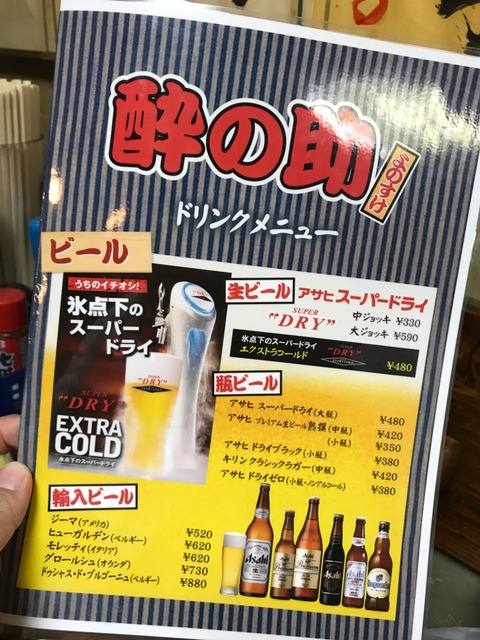 酔の助
よのすけ
ドリンクメニュー
ビール
うちのイチオシ!
氷点下の
スーパー
ドライ
SUPER
"DRY"
EXTRA
COLD
氷点下のスーパードライ
生ビール アサヒ スーパードライ
SUPER
"DRY"
中ジョッキ ¥330
大ジョッキ ¥590
氷点下のスーパードライ
エクストラコールド
¥480
瓶ビール
アサヒ スーパードライ(大瓶) ¥480
アサヒ プレミアム生ビール熟撰(中瓶) ¥420
(小瓶) ¥350
アサヒ ドライブラック(小瓶) ¥380
キリン クラシックラガー(中瓶) ¥420
アサヒ ドライゼロ(小瓶・ノンアルコール) ¥380
輸入ビール
ジーマ(アメリカ) ¥520
ヒューガルデン(ベルギー) ¥620
モレッティ(イタリア) ¥620
グロールシュ(オランダ) ¥730
ドゥシャス・ド・ブルゴーニュ(ベルギー) ¥880
Asahi